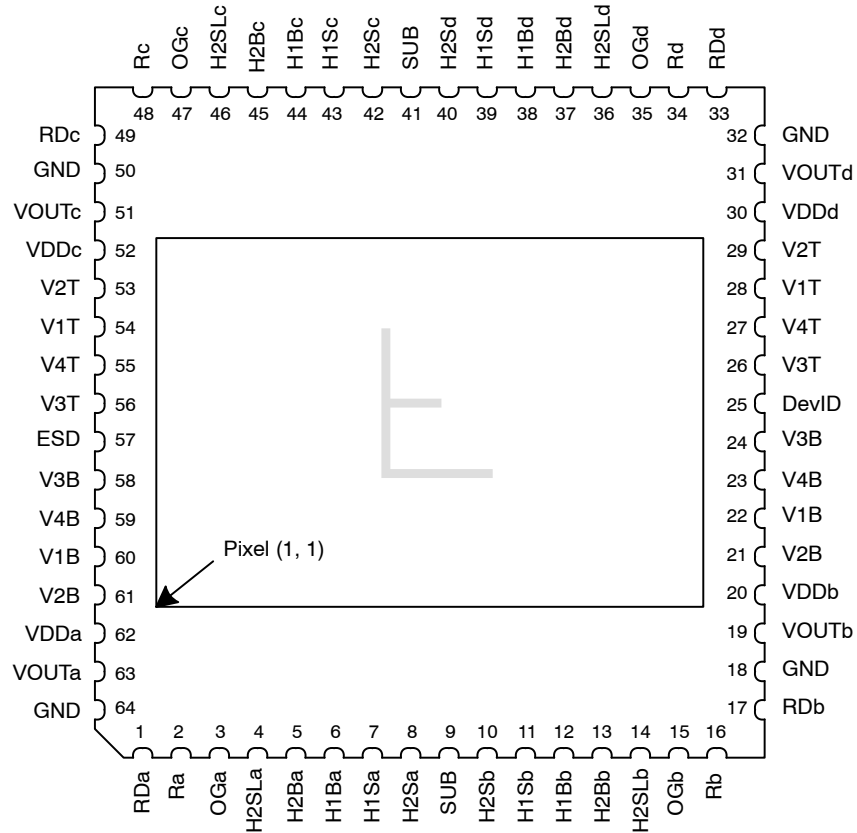 Rc OGc H2SLc H2Bc H1Bc H1Sc H2Sc SUB H2Sd H1Sd H1Bd H2Bd H2SLd OGd Rd RDd
48 47 46 45 44 43 42 41 40 39 38 37 36 35 34 33
RDc 49 32 GND
GND 50 31 VOUTd
VOUTc 51 30 VDDd
VDDc 52 29 V2T
V2T 53 28 V1T
V1T 54 27 V4T
V4T 55 26 V3T
V3T 56 25 DevID
ESD 57 24 V3B
V3B 58 23 V4B
V4B 59 22 V1B
Pixel (1, 1)
V1B 60 21 V2B
V2B 61 20 VDDb
VDDa 62 19 VOUTb
VOUTa 63 18 GND
GND 64 17 RDb
1 2 3 4 5 6 7 8 9 10 11 12 13 14 15 16
RDa Ra OGa H2SLa H2Ba H1Ba H1Sa H2Sa SUB H2Sb H1Sb H1Bb H2Bb H2SLb OGb Rb